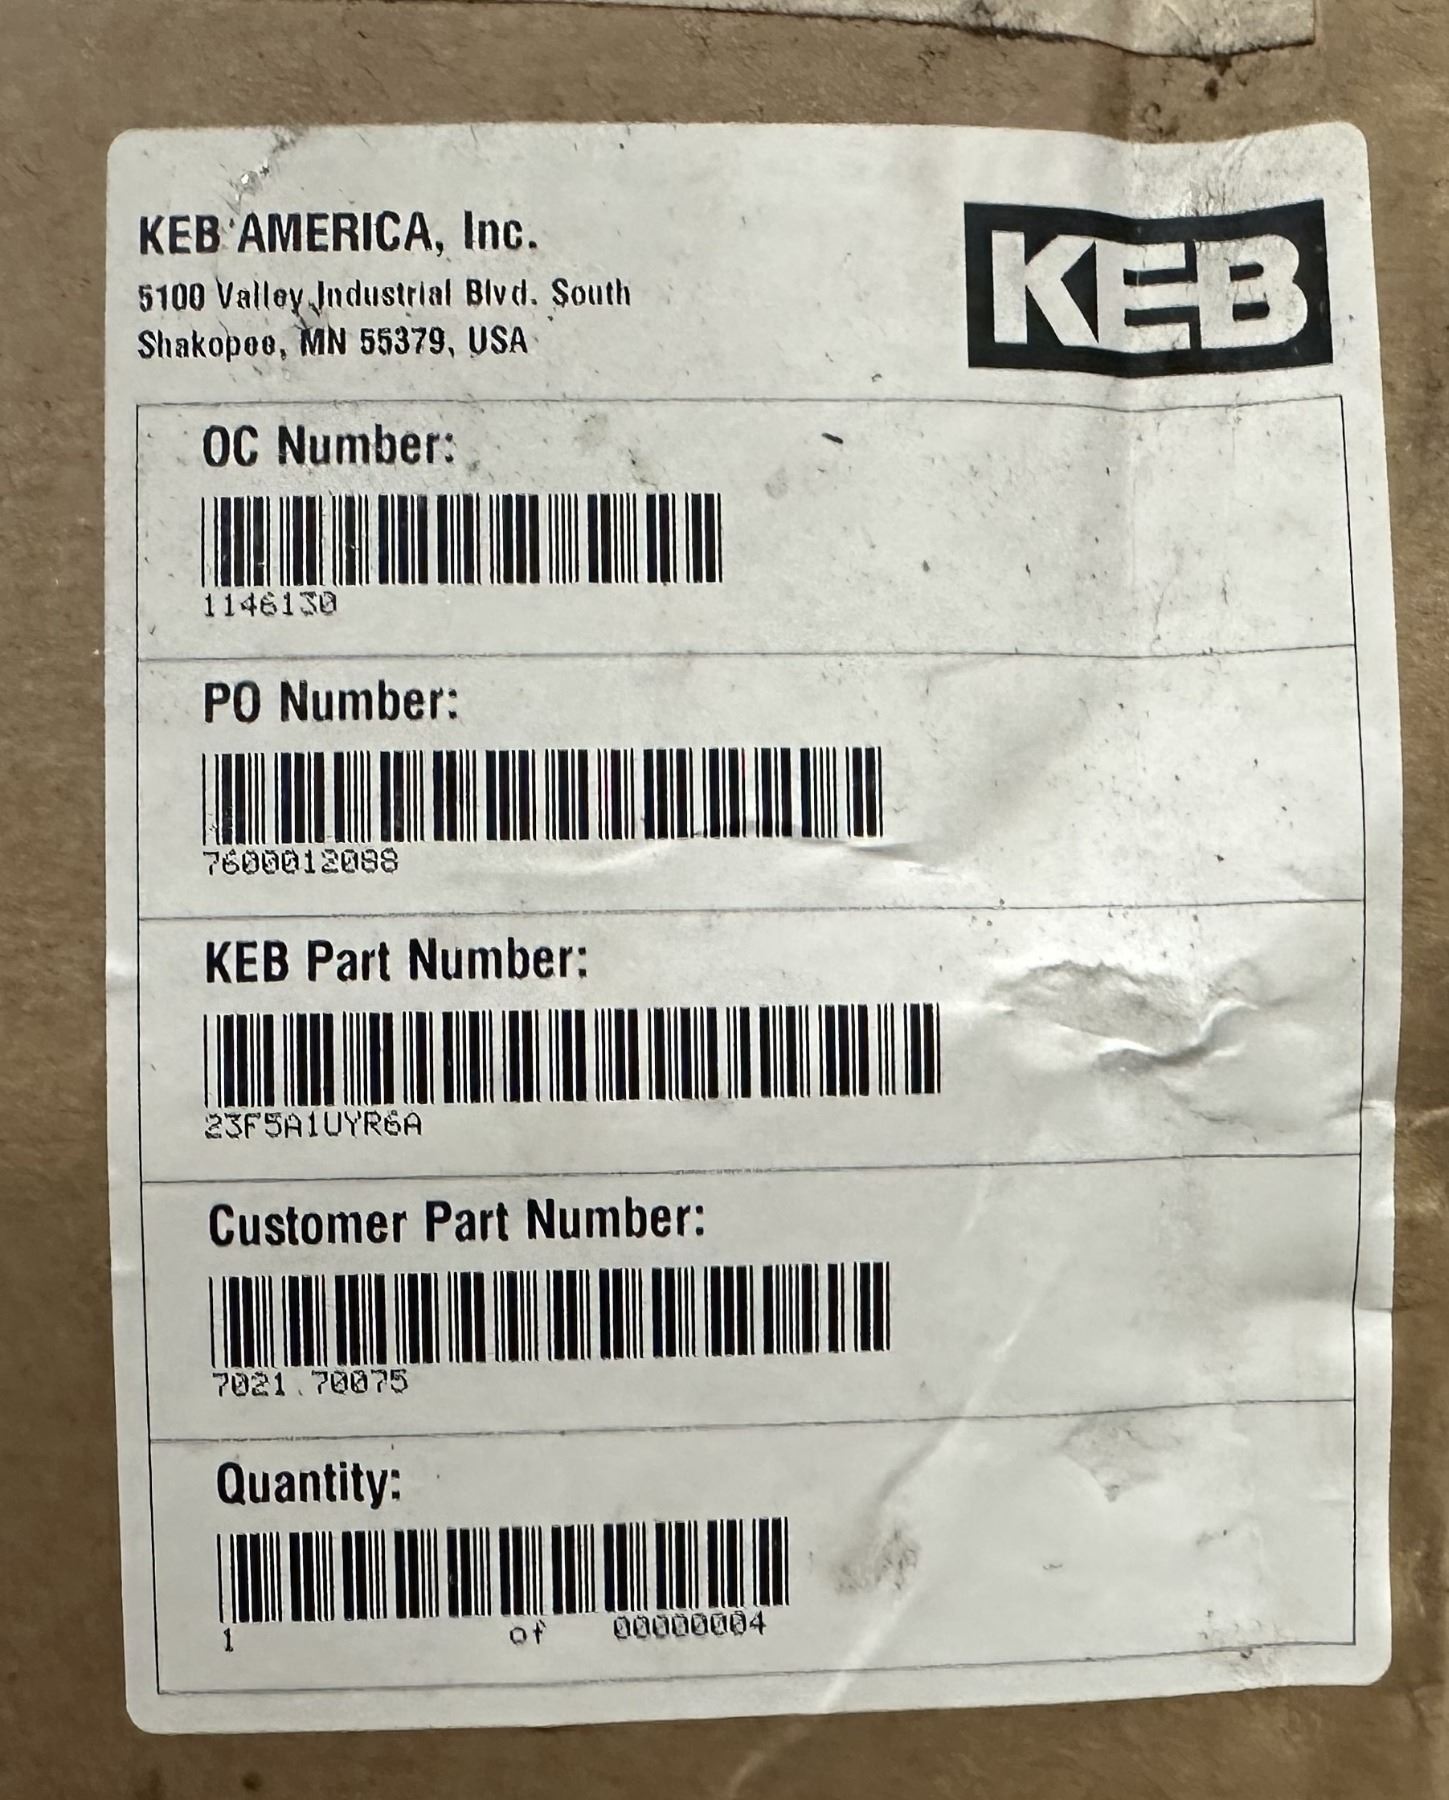 KEB AMERICA, Inc.
5100 Valley Industrial Blvd. South
Shakopee, MN 55379, USA
KEB
OC Number:
1146130
PO Number:
7600012088
KEB Part Number:
23F5A1UYR6A
Customer Part Number:
7021.70075
Quantity:
1 of 00000004